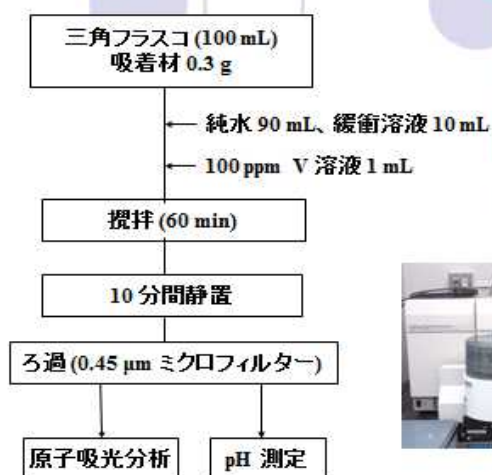 三角フラスコ (100 mL)
吸着材 0.3 g
純水 90 mL、緩衝溶液 10 mL
100 ppm V 溶液 1 mL
攪拌 (60 min)
10 分間静置
ろ過 (0.45 μm ミクロフィルター)
原子吸光分析
pH 測定